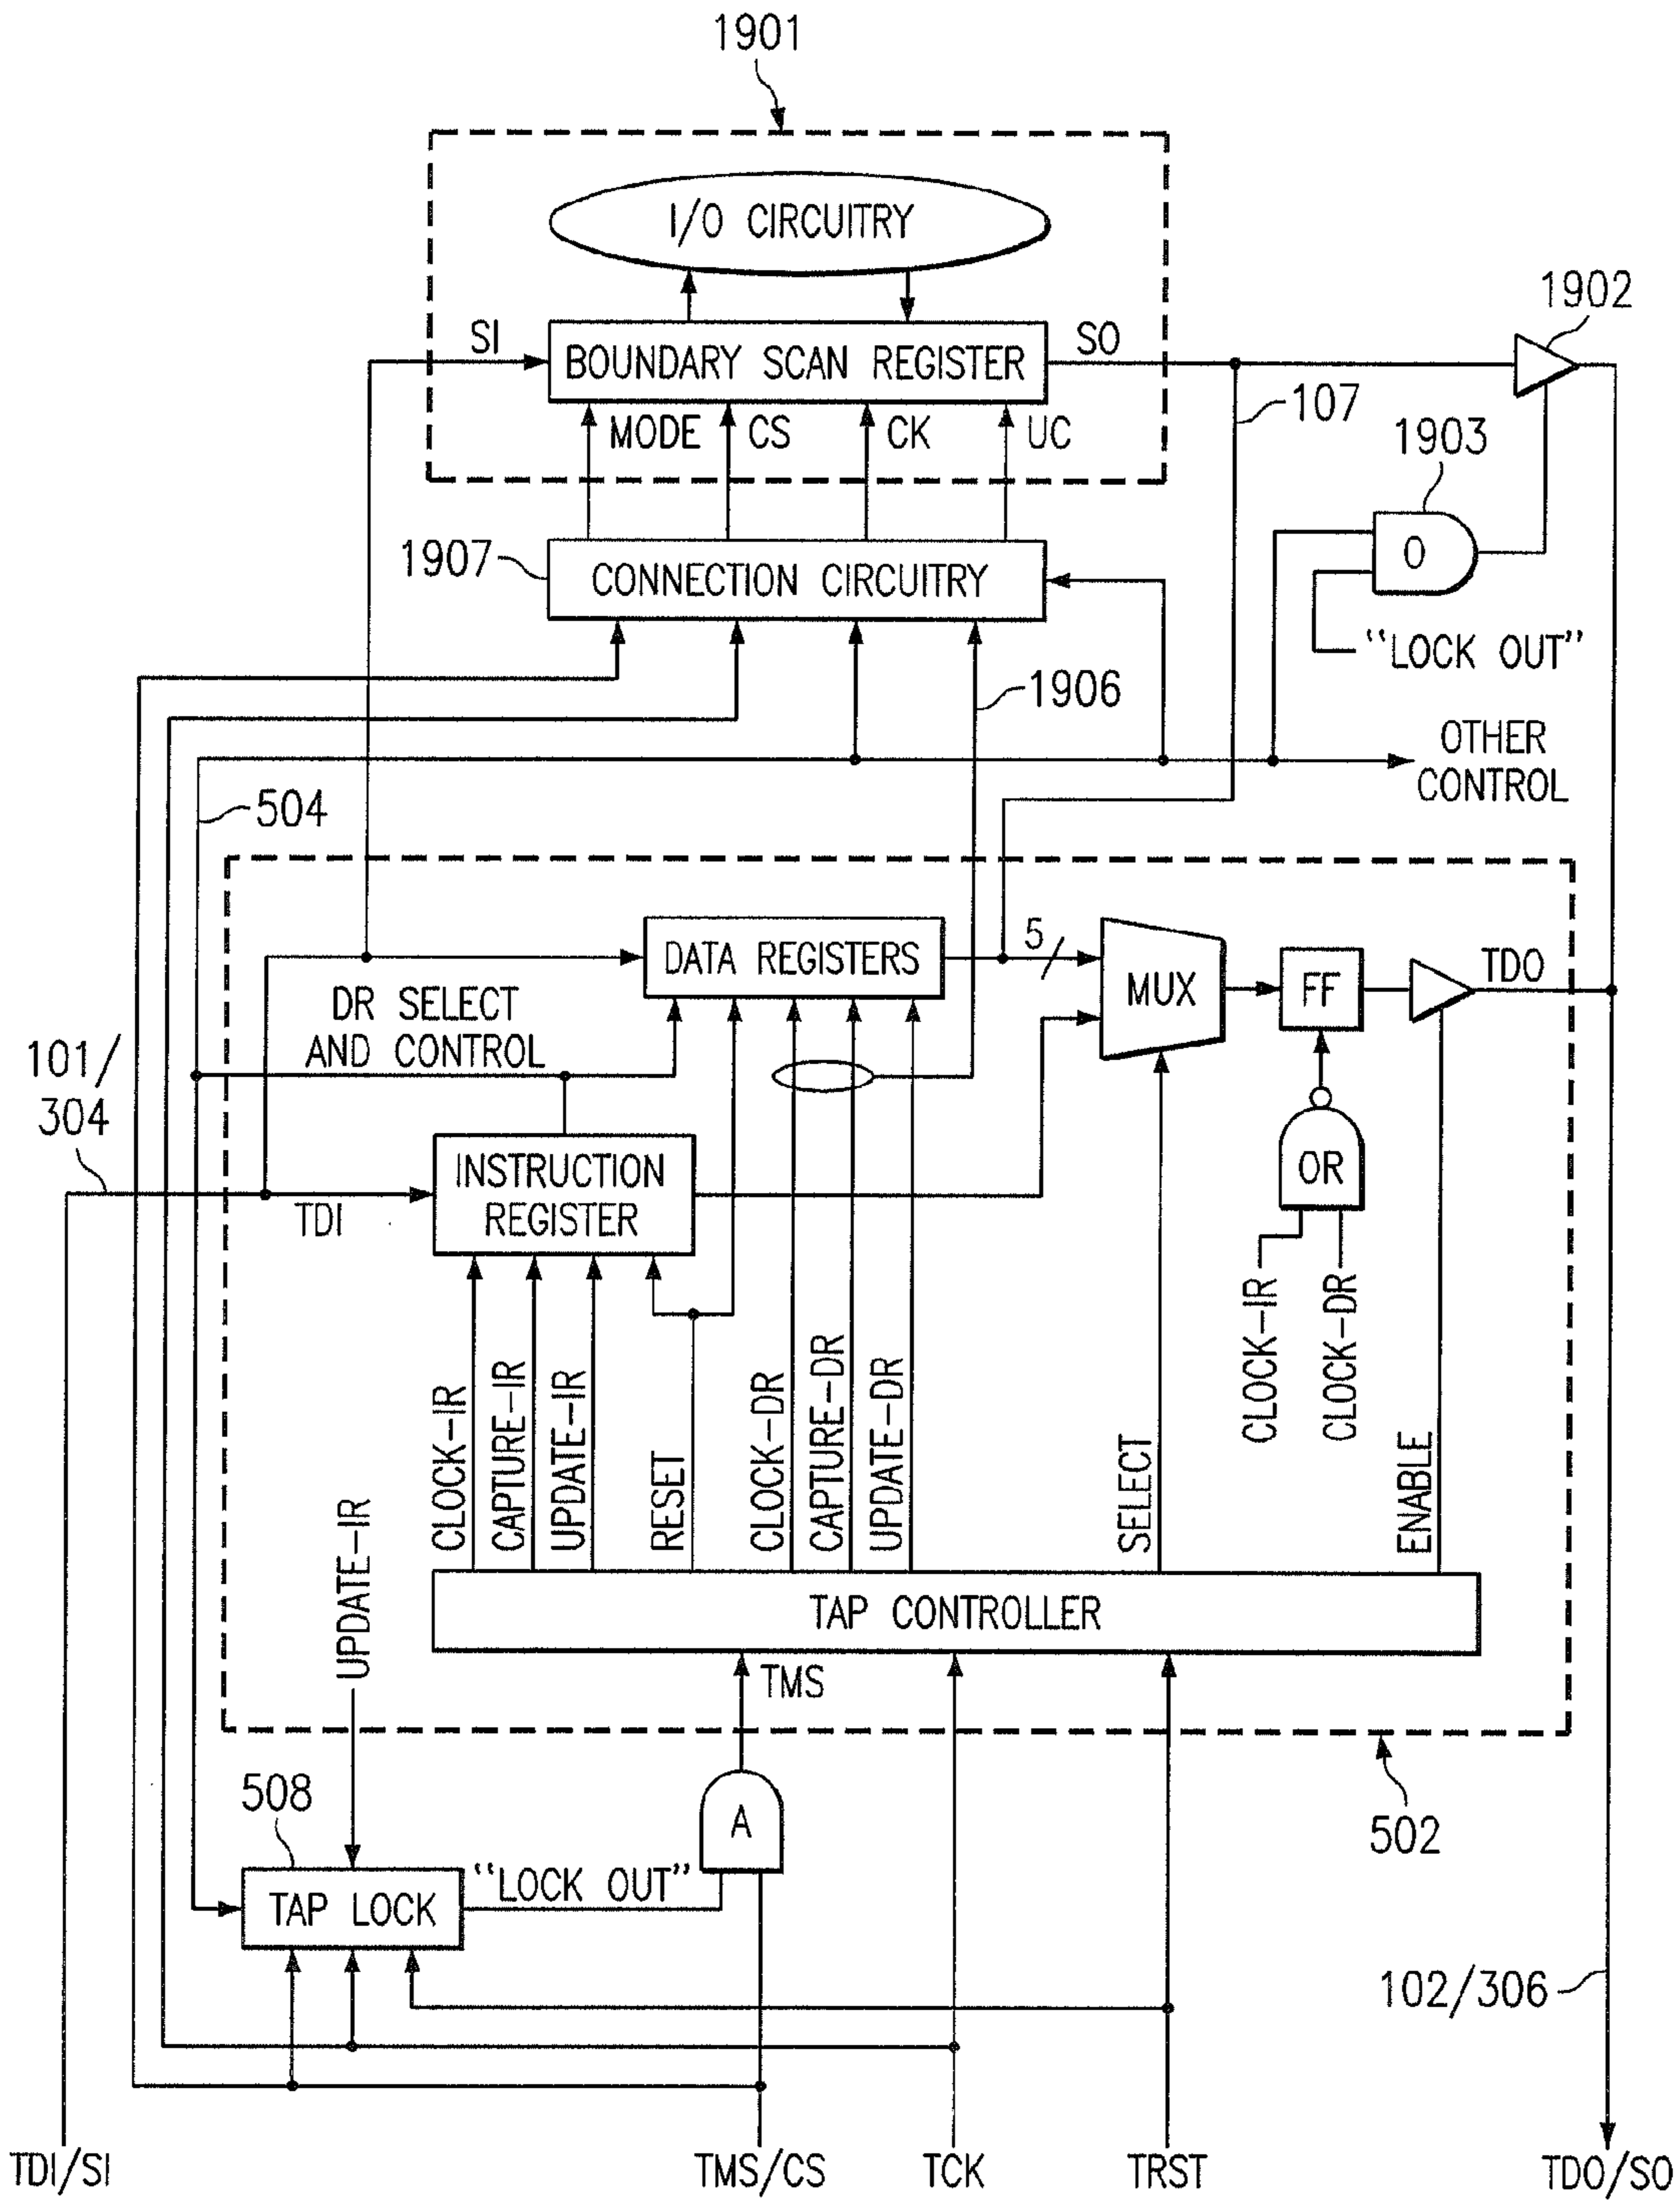 1901
I/O CIRCUITRY
1902
SI
BOUNDARY SCAN REGISTER
SO
107
MODE
CS
CK
UC
1903
O
1907
CONNECTION CIRCUITRY
"LOCK OUT"
1906
OTHER
CONTROL
504
DATA REGISTERS
5
MUX
FF
TDO
DR SELECT
AND CONTROL
101/
304
TDI
INSTRUCTION
REGISTER
OR
CLOCK-IR
CLOCK-DR
CLOCK-IR
CAPTURE-IR
UPDATE-IR
RESET
CLOCK-DR
CAPTURE-DR
UPDATE-DR
SELECT
ENABLE
UPDATE-IR
TAP CONTROLLER
TMS
502
508
A
TAP LOCK
"LOCK OUT"
102/306
TDI/SI
TMS/CS
TCK
TRST
TDO/SO